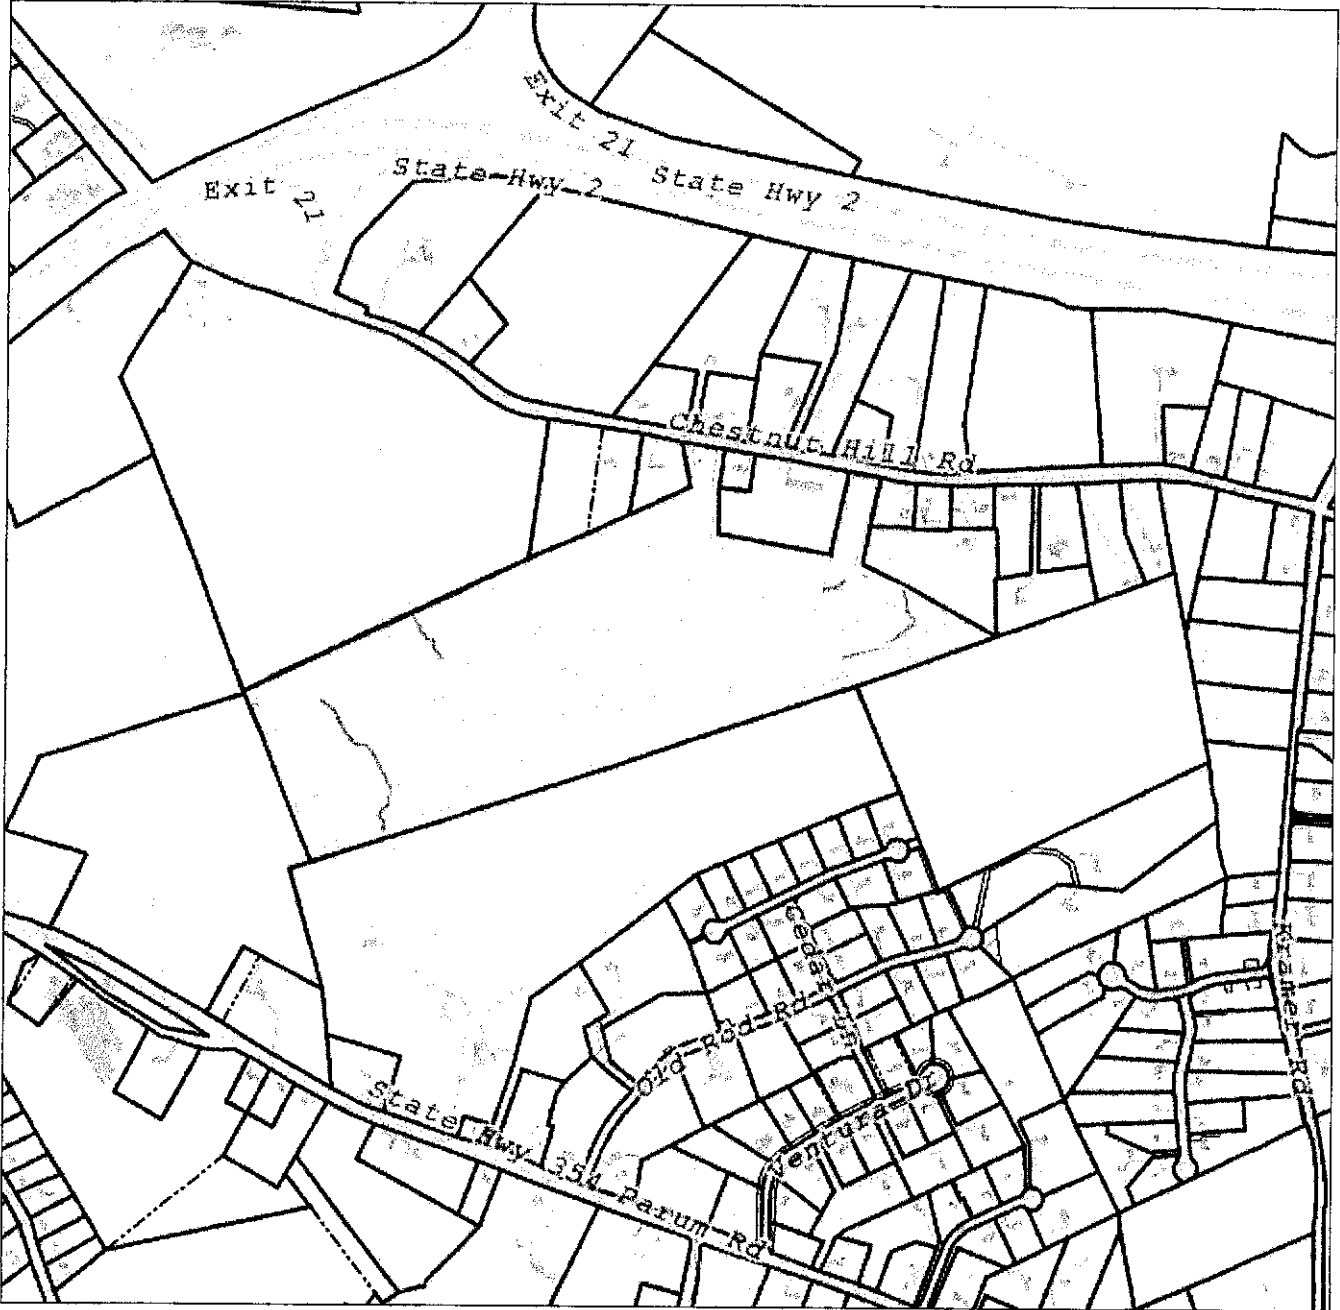 Exit 21
State Hwy 2
State Hwy 2
Exit 21
Chestnut Hill Rd
Cedar
Old Rod Rd
Kramer Rd
Ventura Dr
State Hwy 354 Parum Rd